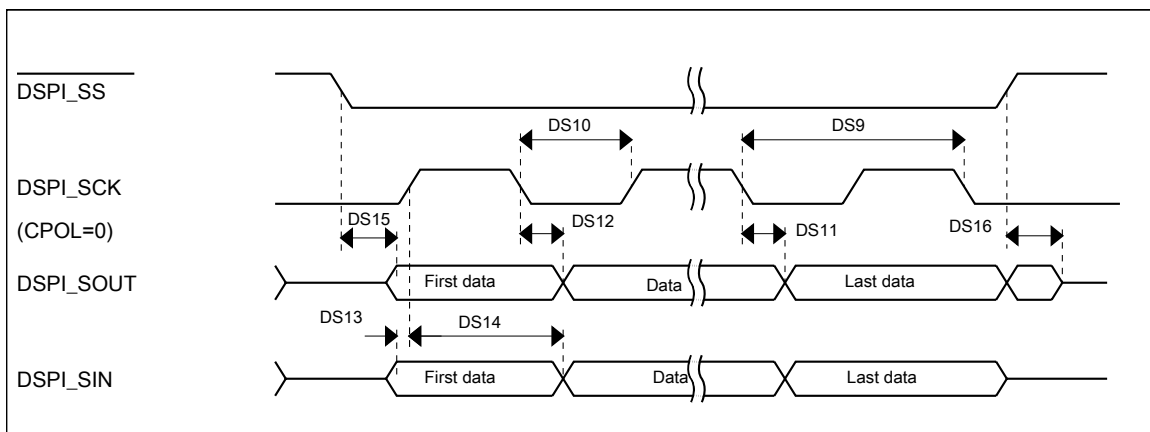 DSPI_SS
DS10
DS9
DSPI_SCK
DS15
DS12
DS11
DS16
(CPOL=0)
DSPI_SOUT
First data
Data
Last data
DS13
DS14
DSPI_SIN
First data
Data
Last data